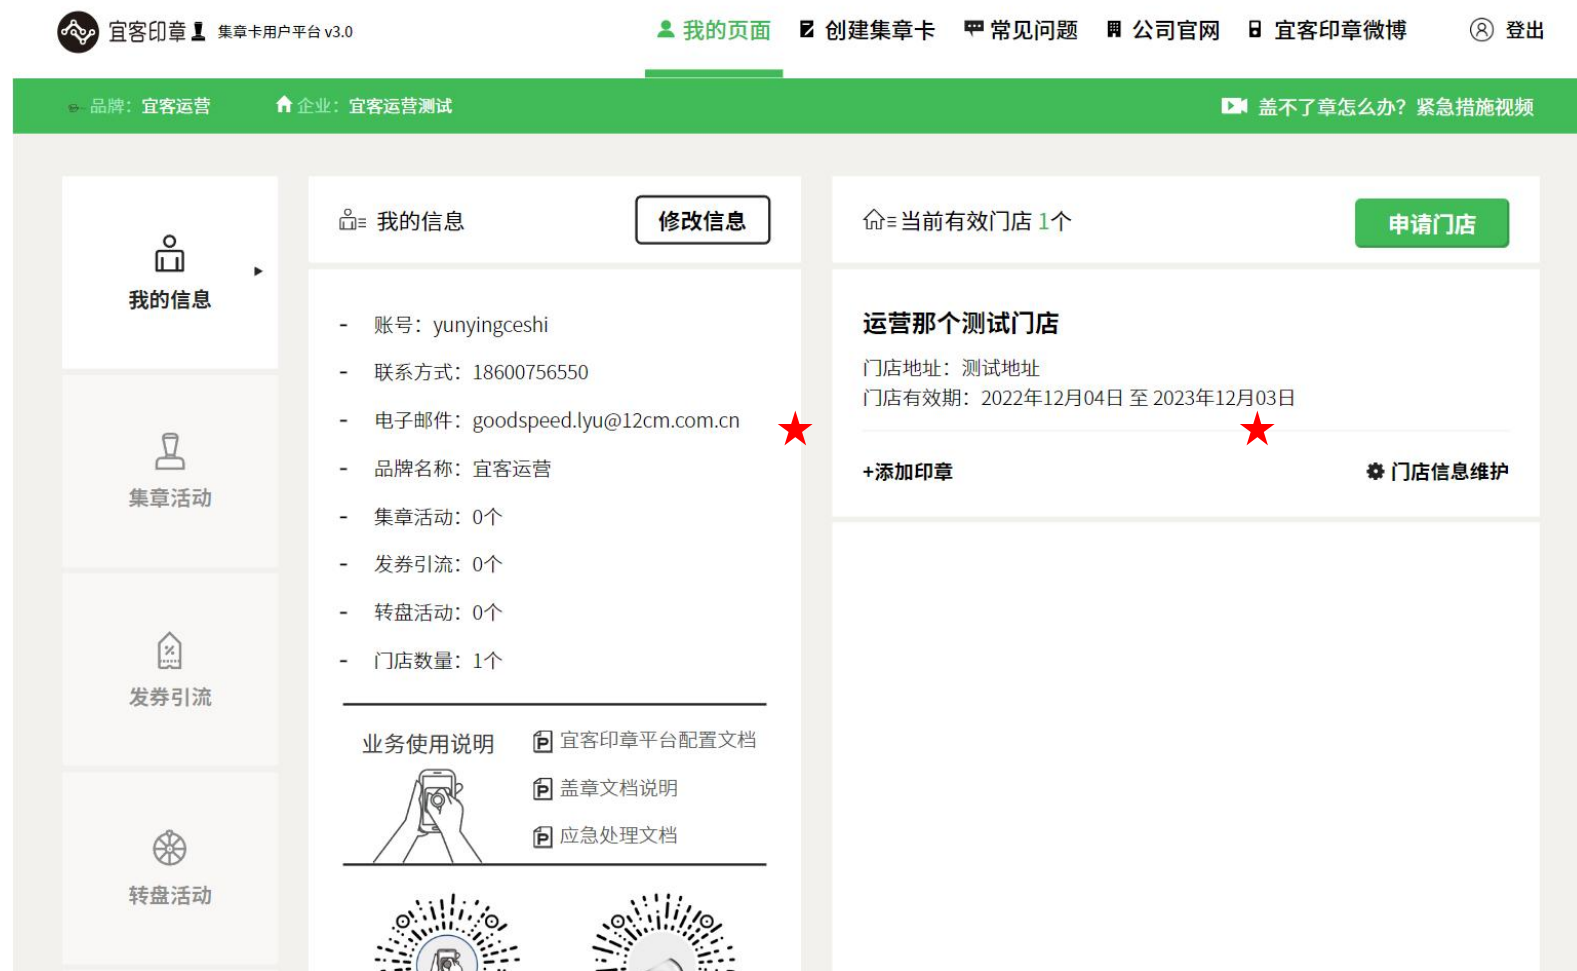 宜客印章 集章卡用户平台 v3.0
我的页面 创建集章卡 常见问题 公司官网 宜客印章微博 登出
品牌：宜客运营 企业：宜客运营测试 盖不了章怎么办？紧急措施视频
我的信息
集章活动
发券引流
转盘活动
我的信息 修改信息
- 账号：yunyingceshi
- 联系方式：18600756550
- 电子邮件：goodspeed.lyu@12cm.com.cn
- 品牌名称：宜客运营
- 集章活动：0个
- 发券引流：0个
- 转盘活动：0个
- 门店数量：1个
业务使用说明
宜客印章平台配置文档
盖章文档说明
应急处理文档
当前有效门店 1个 申请门店
运营那个测试门店
门店地址：测试地址
门店有效期：2022年12月04日 至 2023年12月03日
+添加印章 门店信息维护